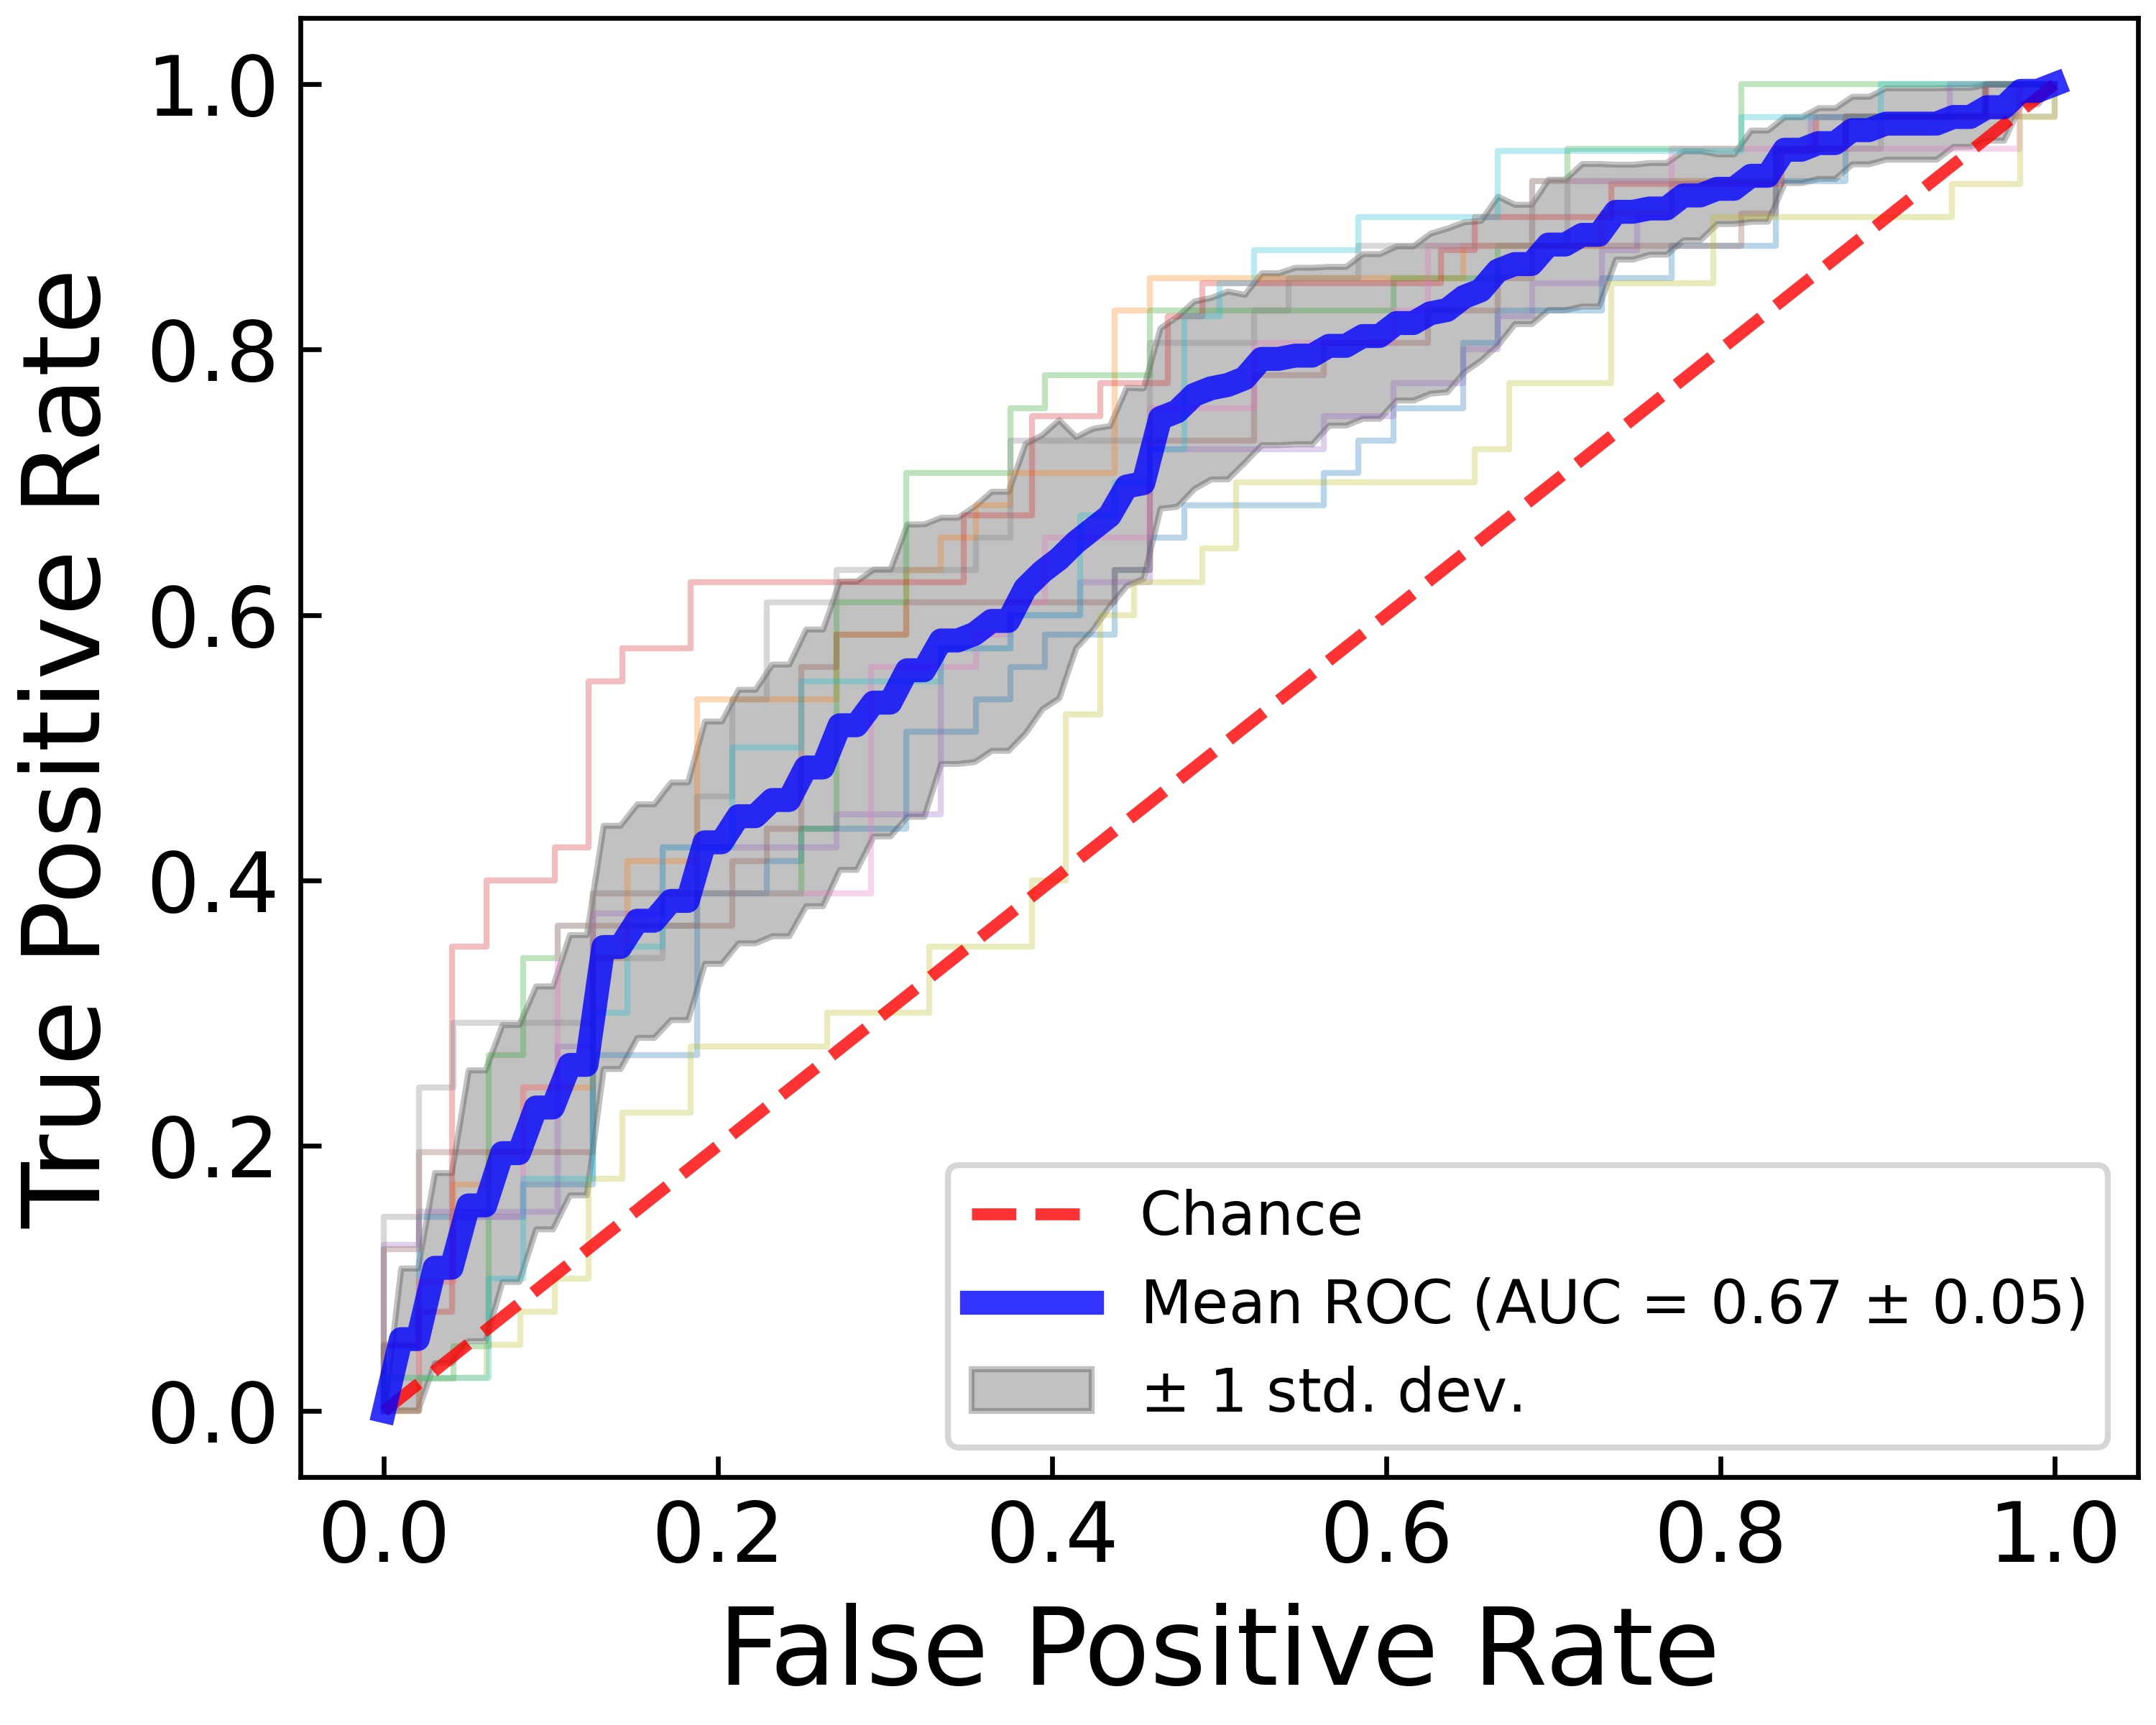 1.0
0.8
0.6
0.4
0.2
0.0
True Positive Rate
Chance
Mean ROC (AUC = 0.67 ± 0.05)
± 1 std. dev.
0.0 0.2 0.4 0.6 0.8 1.0
False Positive Rate